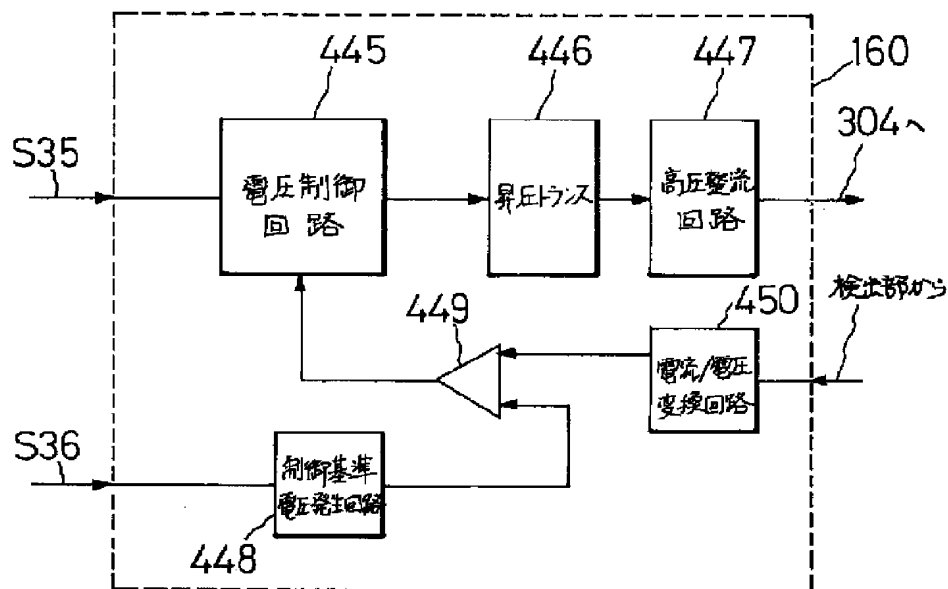 445
446
447
160
304へ
S35
電圧制御
回路
昇圧トランス
高圧整流
回路
検出部から
449
450
電流/電圧
変換回路
S36
制御基準
電圧発生回路
448